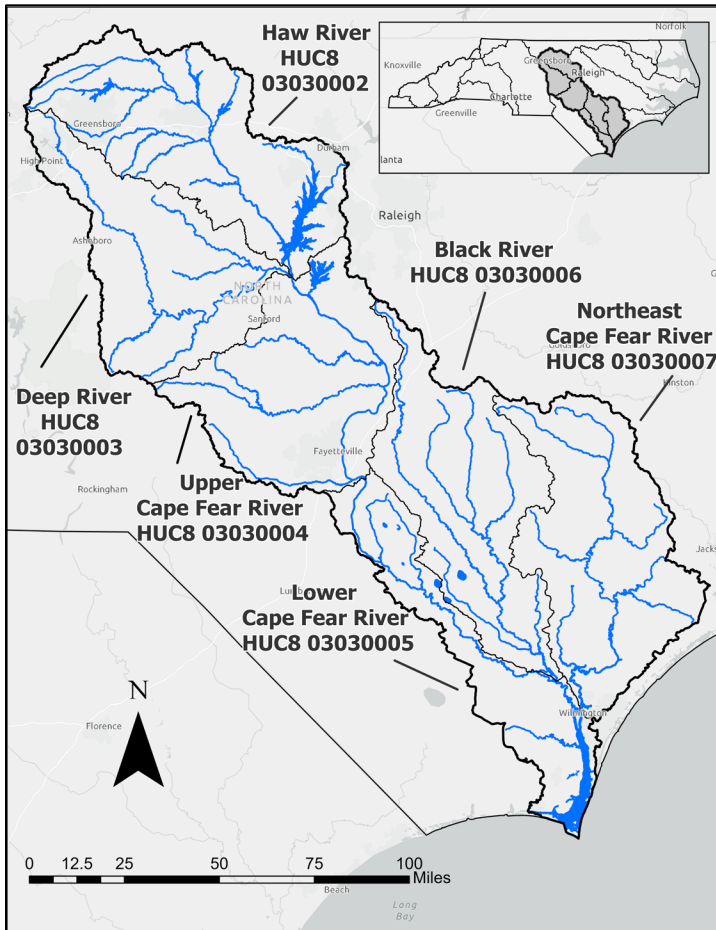 Haw River
HUC8
03030002
Norfolk
Greensboro
Knoxville
Raleigh
Charlotte
Greenville
lanta
Greensboro
High Point
Durham
Raleigh
Asheboro
Black River
HUC8 03030006
NORTH
CAROLINA
Sanford
Northeast
Cape Fear River
HUC8 03030007
Kinston
Deep River
HUC8
03030003
Fayetteville
Rockingham
Upper
Cape Fear River
HUC8 03030004
Jacks
Lower
Cape Fear River
HUC8 03030005
N
Florence
Wilmington
0 12.5 25 50 75 100
Miles
Beach
Long
Bay